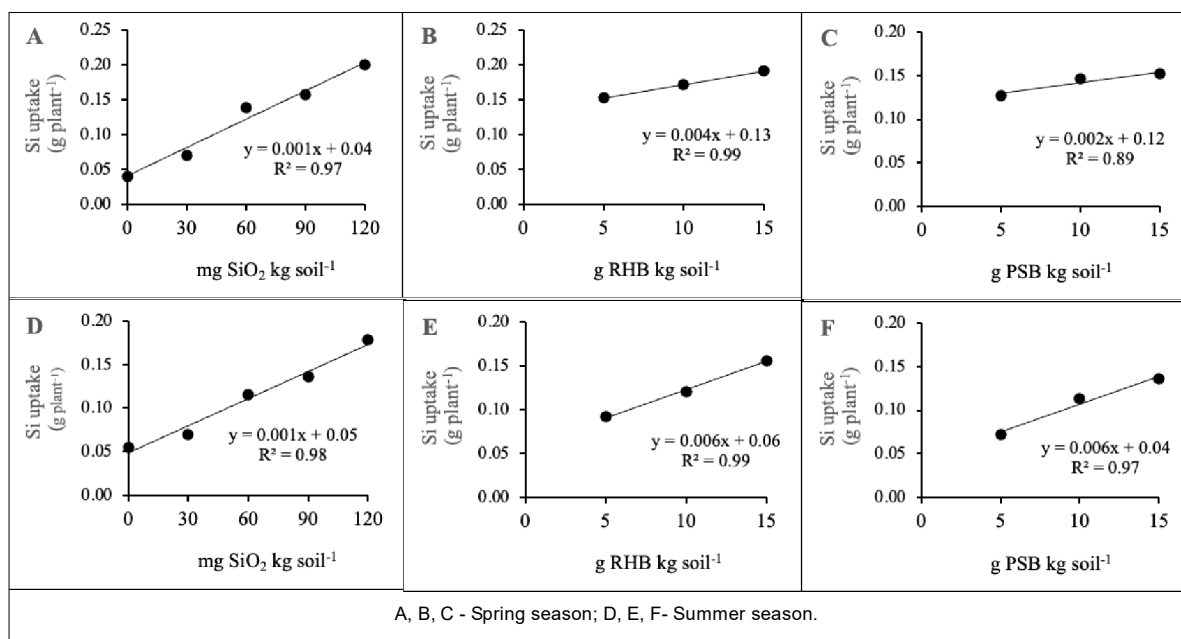 A
Si uptake
(g plant⁻¹)
0.25
0.20
0.15
0.10
0.05
0.00
y = 0.001x + 0.04
R² = 0.97
0 30 60 90 120
mg SiO₂ kg soil⁻¹
B
Si uptake
(g plant⁻¹)
0.25
0.20
0.15
0.10
0.05
0.00
y = 0.004x + 0.13
R² = 0.99
0 5 10 15
g RHB kg soil⁻¹
C
Si uptake
(g plant⁻¹)
0.20
0.15
0.10
0.05
0.00
y = 0.002x + 0.12
R² = 0.89
0 5 10 15
g PSB kg soil⁻¹
D
Si uptake
(g plant⁻¹)
0.20
0.15
0.10
0.05
0.00
y = 0.001x + 0.05
R² = 0.98
0 30 60 90 120
mg SiO₂ kg soil⁻¹
E
Si uptake
(g plant⁻¹)
0.20
0.15
0.10
0.05
0.00
y = 0.006x + 0.06
R² = 0.99
0 5 10 15
g RHB kg soil⁻¹
F
Si uptake
(g plant⁻¹)
0.20
0.15
0.10
0.05
0.00
y = 0.006x + 0.04
R² = 0.97
0 5 10 15
g PSB kg soil⁻¹
A, B, C - Spring season; D, E, F- Summer season.